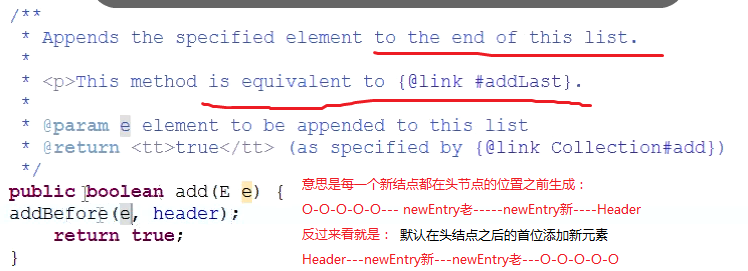 /**
* Appends the specified element to the end of this list.
*
* <p>This method is equivalent to {@link #addLast}.
*
* @param e element to be appended to this list
* @return <tt>true</tt> (as specified by {@link Collection#add})
*/
public boolean add(E e) {
addBefore(e, header);
return true;
}
意思是每一个新结点都在头节点的位置之前生成：
O-O-O-O-O--- newEntry老-----newEntry新----Header
反过来看就是： 默认在头结点之后的首位添加新元素
Header---newEntry新---newEntry老---O-O-O-O-O